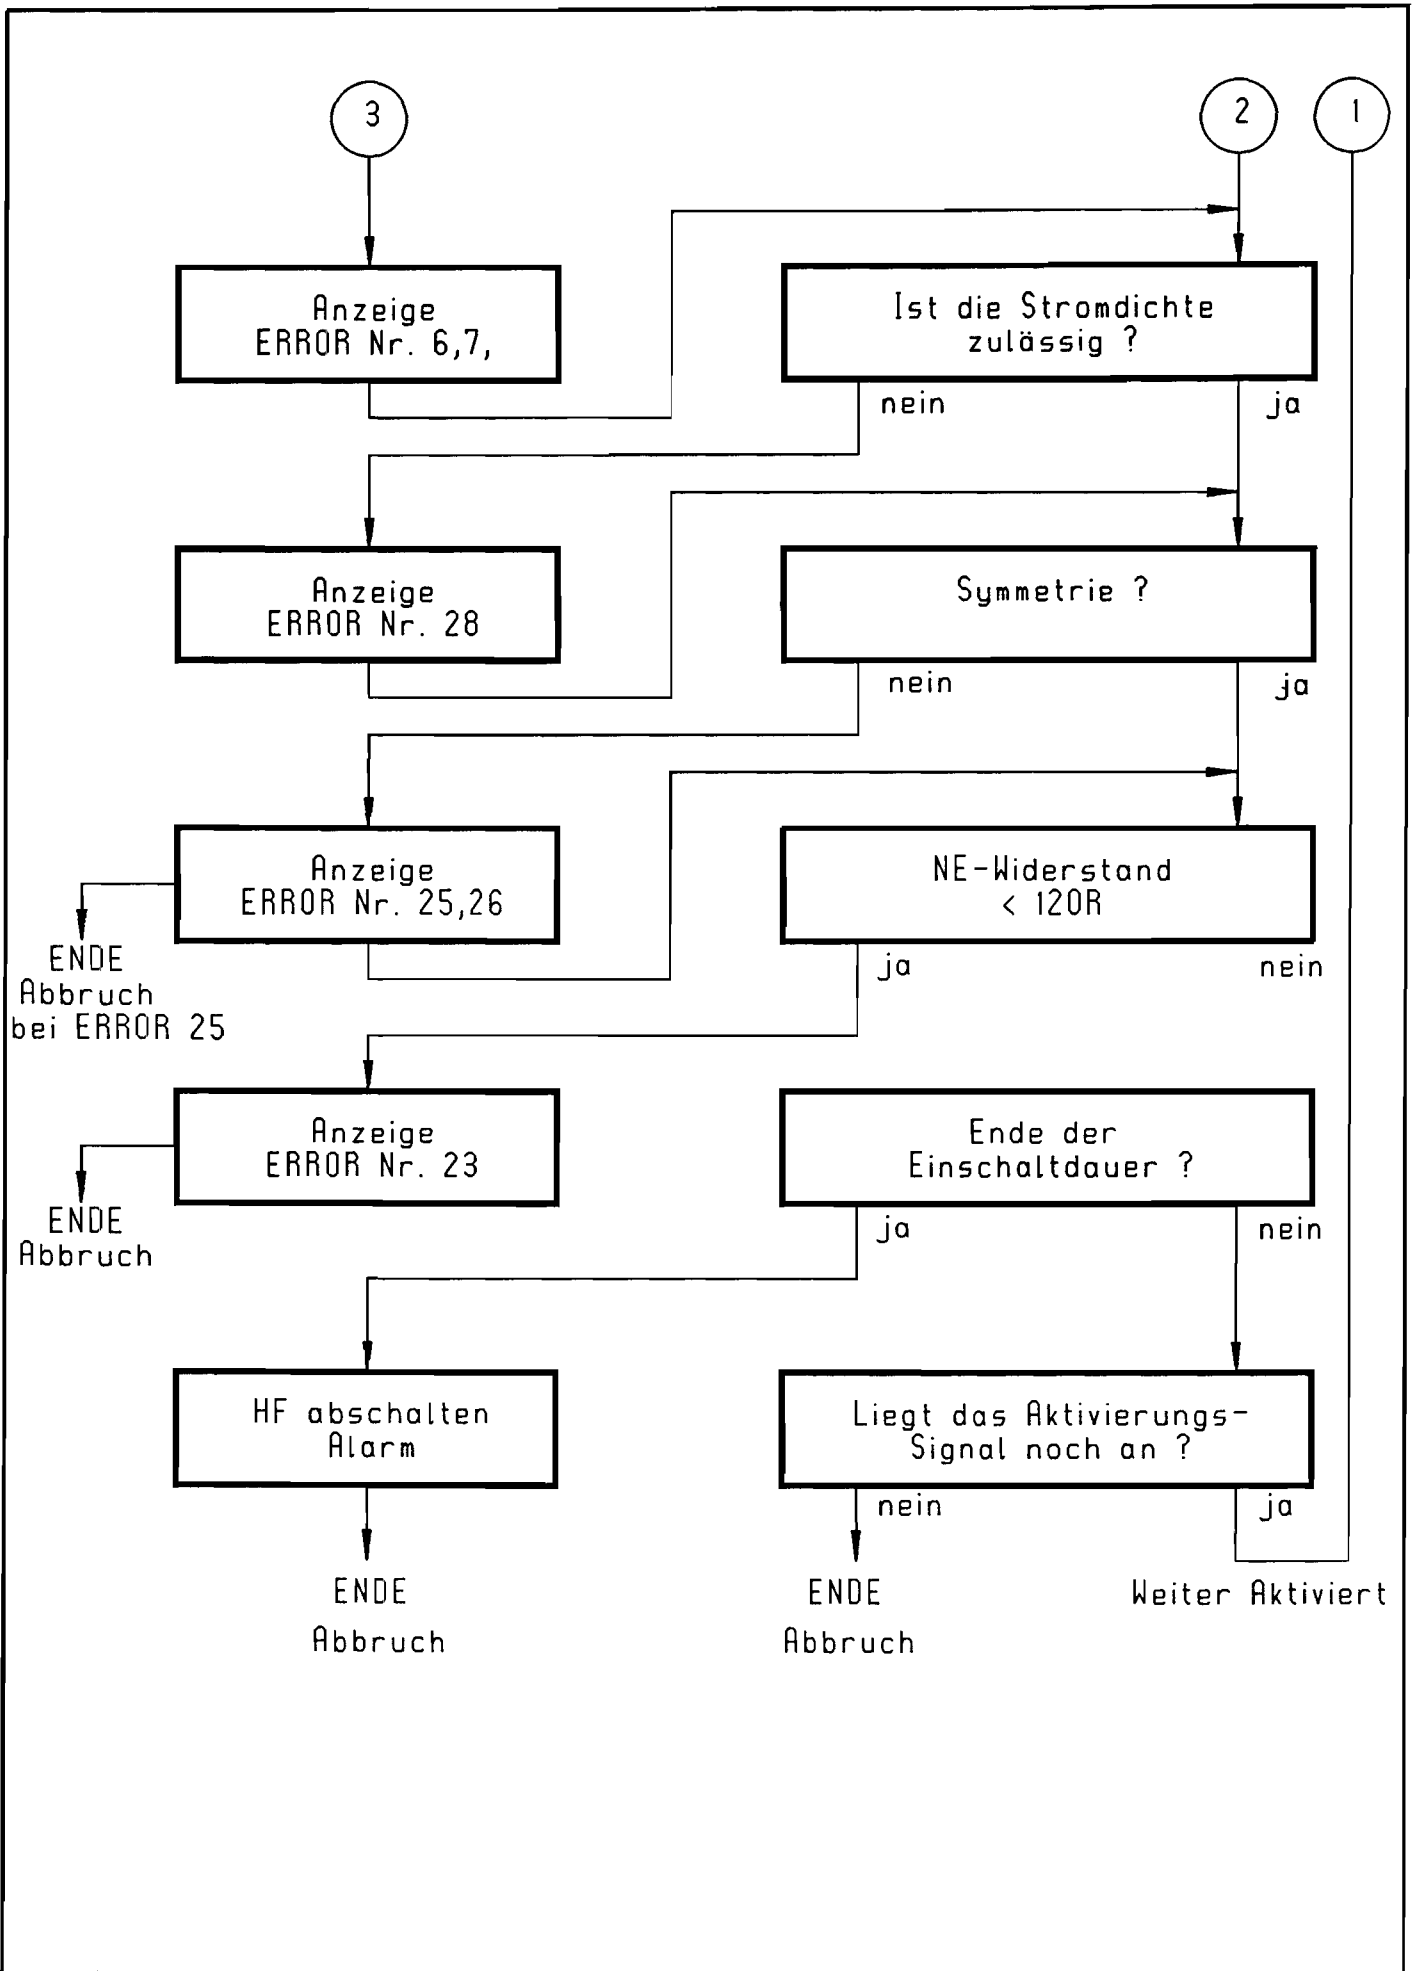 3
2
1
Anzeige
ERROR Nr. 6,7,
Ist die Stromdichte
zulässig ?
nein
ja
Anzeige
ERROR Nr. 28
Symmetrie ?
nein
ja
Anzeige
ERROR Nr. 25,26
NE-Widerstand
< 120R
ja
nein
ENDE
Abbruch
bei ERROR 25
Anzeige
ERROR Nr. 23
Ende der
Einschaltdauer ?
ja
nein
ENDE
Abbruch
HF abschalten
Alarm
Liegt das Aktivierungs-
Signal noch an ?
nein
ja
ENDE
Abbruch
ENDE
Abbruch
Weiter Aktiviert